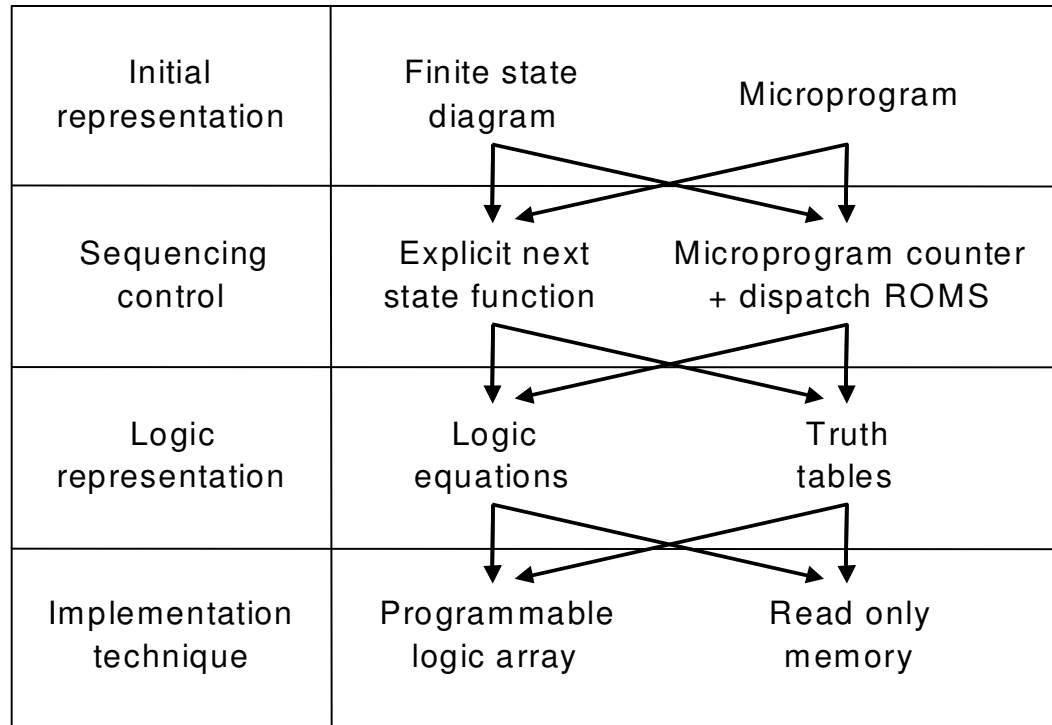 Initial
representation
Finite state
diagram
Microprogram
Sequencing
control
Explicit next
state function
Microprogram counter
+ dispatch ROMS
Logic
representation
Logic
equations
Truth
tables
Implementation
technique
Programmable
logic array
Read only
memory